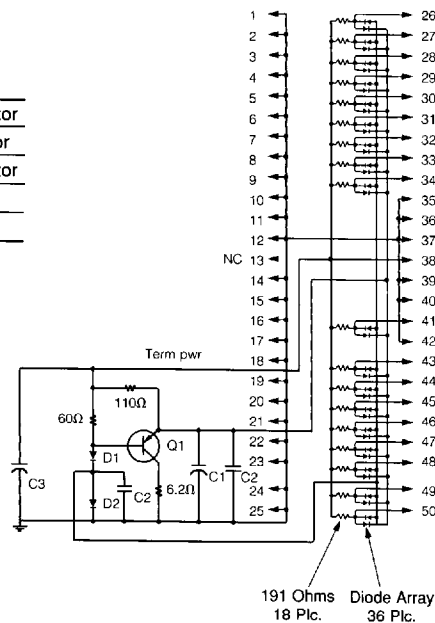 tor
or
tor
1
2
3
4
5
6
7
8
9
10
11
12
NC 13
14
15
16
17
18
19
20
21
22
23
24
25
26
27
28
29
30
31
32
33
34
35
36
37
38
39
40
41
42
43
44
45
46
47
48
49
50
Term pwr
110Ω
60Ω
Q1
D1
C3
D2
C2
6.2Ω
C1
C2
191 Ohms
18 Plc.
Diode Array
36 Plc.